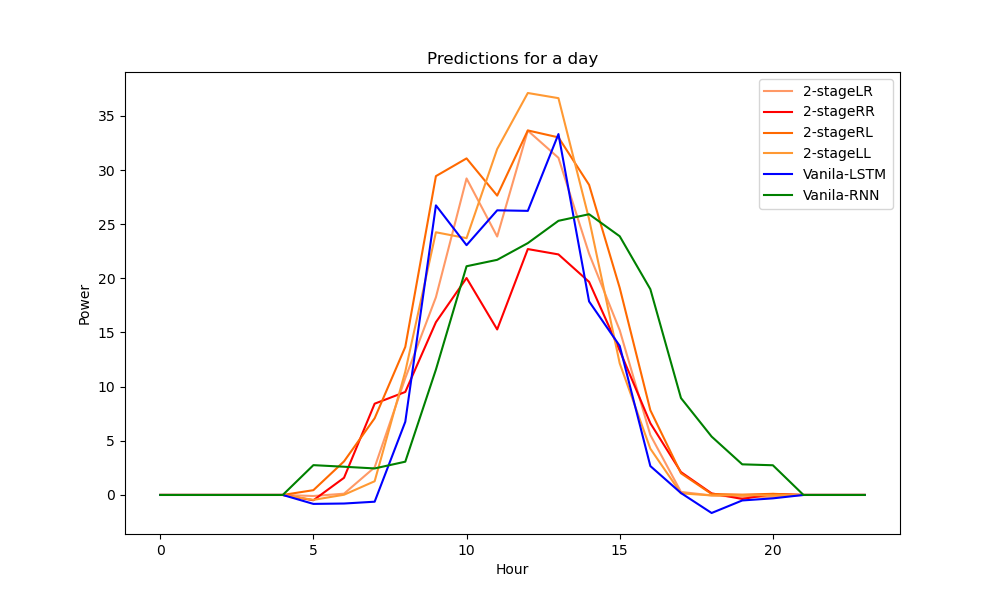 Predictions for a day
2-stageLR
2-stageRR
2-stageRL
2-stageLL
Vanila-LSTM
Vanila-RNN
Power
35
30
25
20
15
10
5
0
0 5 10 15 20
Hour